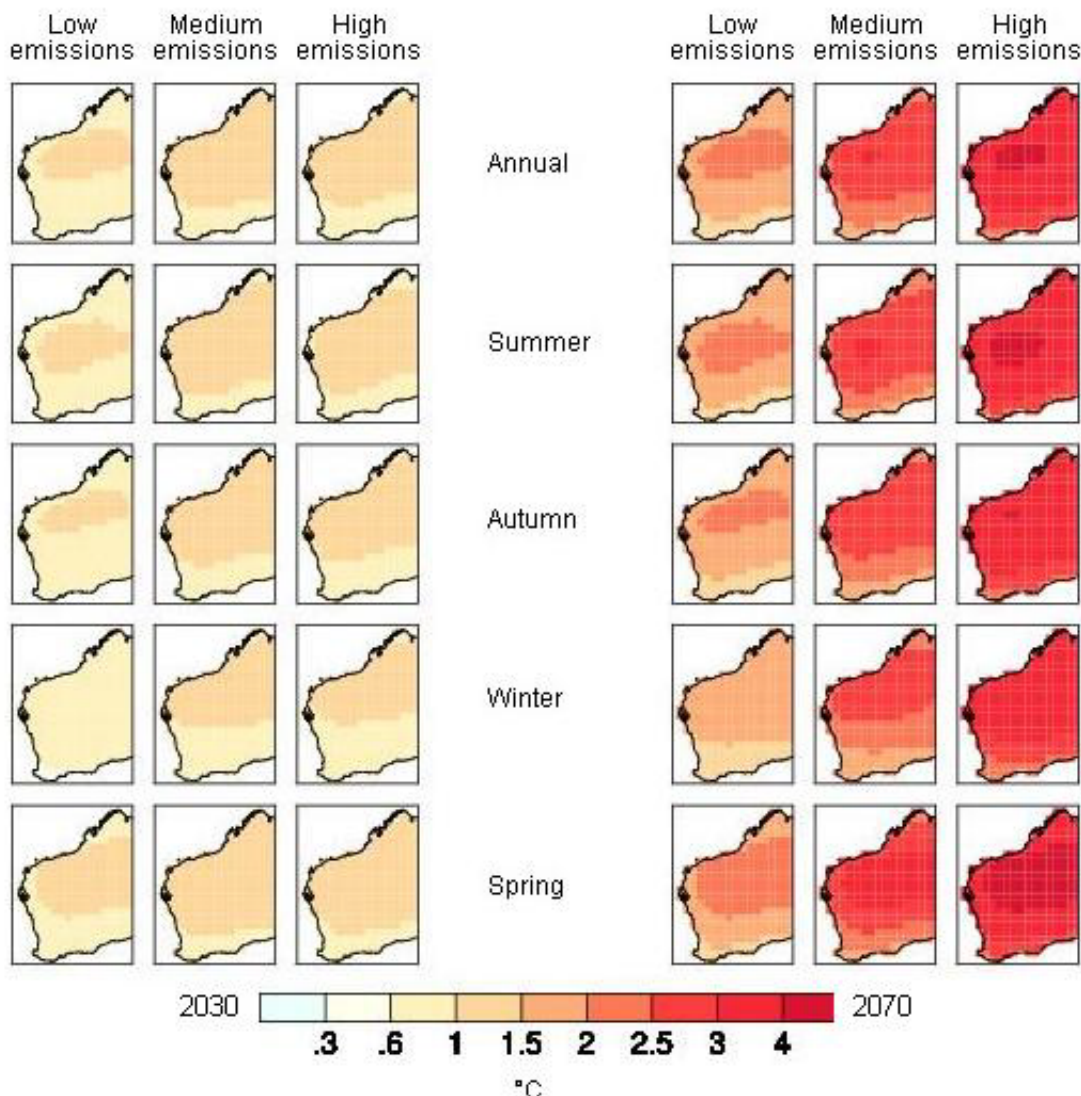 Low emissions
Medium emissions
High emissions
Low emissions
Medium emissions
High emissions
Annual
Summer
Autumn
Winter
Spring
2030
2070
.3 .6 1 1.5 2 2.5 3 4
°C